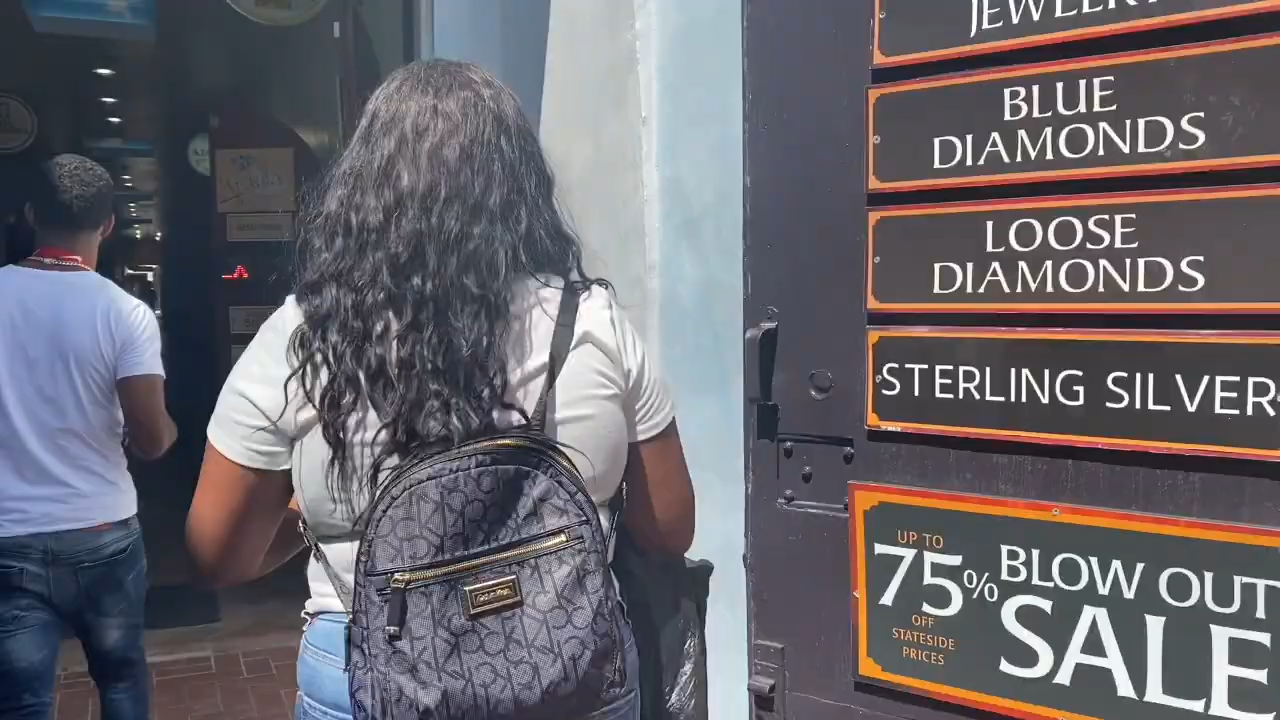 JEWELRY
BLUE
DIAMONDS
LOOSE
DIAMONDS
STERLING SILVER
UP TO
75%
OFF
STATESIDE
PRICES
BLOW OUT
SALE